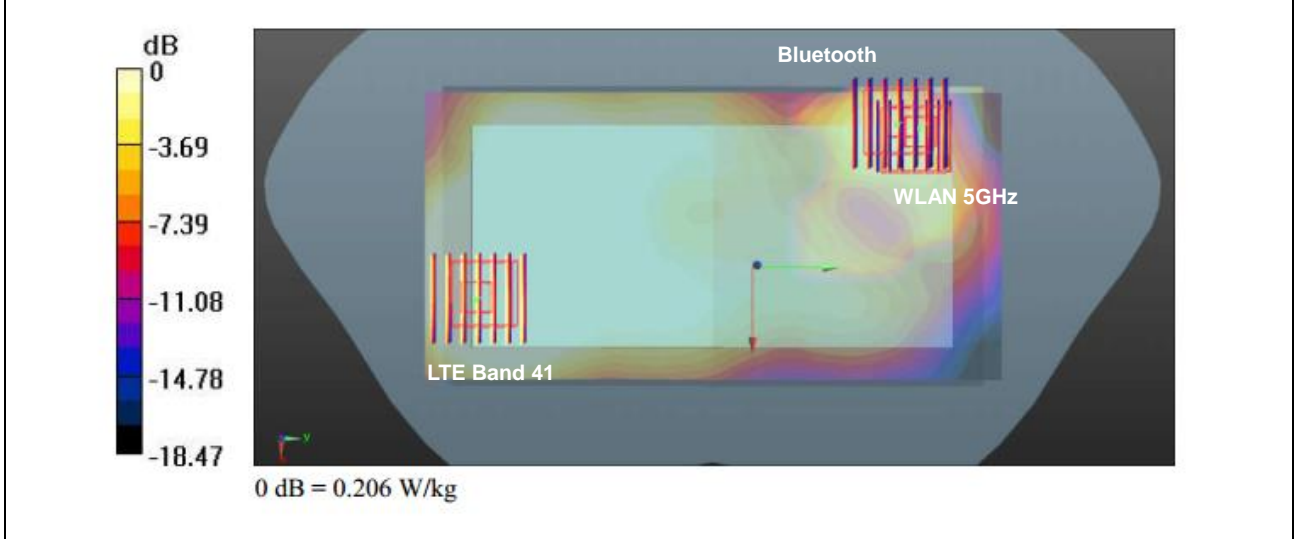 dB
0
-3.69
-7.39
-11.08
-14.78
-18.47
Bluetooth
WLAN 5GHz
LTE Band 41
y
0 dB = 0.206 W/kg